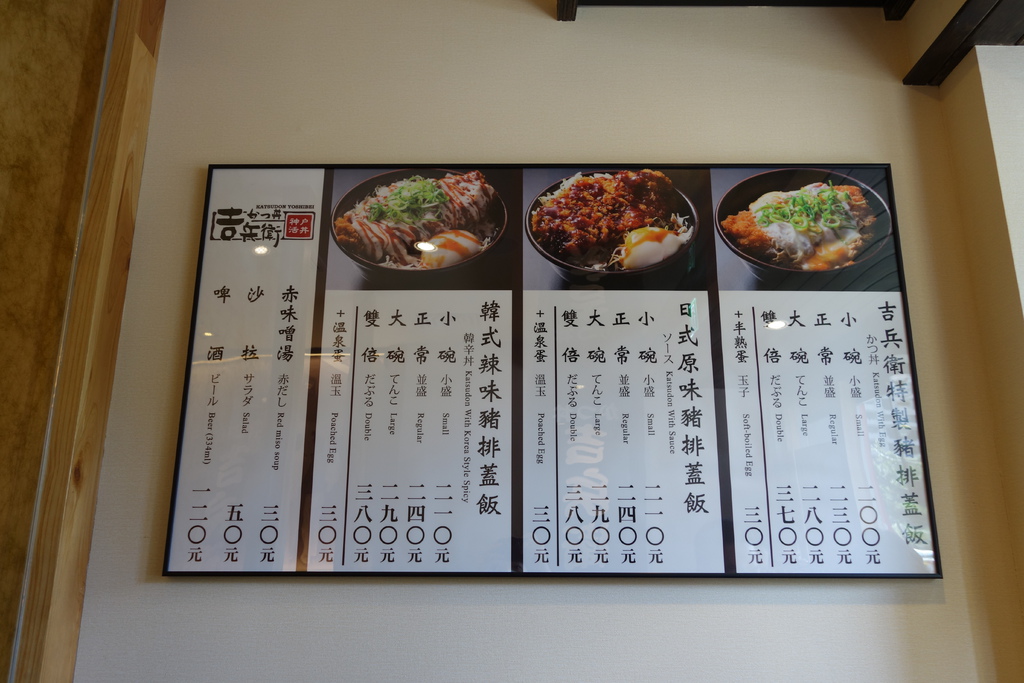 吉兵衛特製豬排蓋飯
かつ丼 Katsudon With Egg
小碗 小盛 Small 二〇〇元
正常 並盛 Regular 二三〇元
大碗 てんこ Large 二八〇元
雙倍 だぶる Double 三七〇元
+半熟蛋 玉子 Soft-boiled Egg 三〇元
日式原味豬排蓋飯
ソース Katsudon With Sauce
小碗 小盛 Small 二一〇元
正常 並盛 Regular 二四〇元
大碗 てんこ Large 二九〇元
雙倍 だぶる Double 三八〇元
+溫泉蛋 溫玉 Poached Egg 三〇元
韓式辣味豬排蓋飯
韓辛丼 Katsudon With Korea Style Spicy
小碗 小盛 Small 二一〇元
正常 並盛 Regular 二四〇元
大碗 てんこ Large 二九〇元
雙倍 だぶる Double 三八〇元
+溫泉蛋 溫玉 Poached Egg 三〇元
KATSUDON YOSHIBEI
かつ丼
吉兵衛
神戸活丼
赤味噌湯 赤だし Red miso soup 三〇元
沙拉 サラダ Salad 五〇元
啤酒 ビール Beer (334ml) 一二〇元